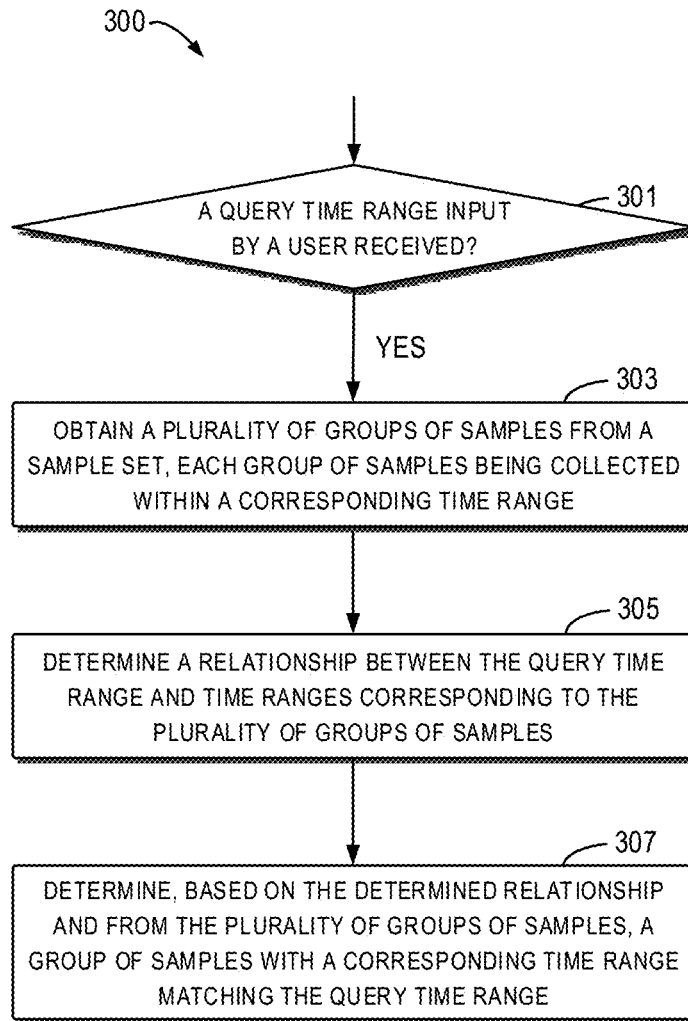 300
301
A QUERY TIME RANGE INPUT
BY A USER RECEIVED?
YES
303
OBTAIN A PLURALITY OF GROUPS OF SAMPLES FROM A
SAMPLE SET, EACH GROUP OF SAMPLES BEING COLLECTED
WITHIN A CORRESPONDING TIME RANGE
305
DETERMINE A RELATIONSHIP BETWEEN THE QUERY TIME
RANGE AND TIME RANGES CORRESPONDING TO THE
PLURALITY OF GROUPS OF SAMPLES
307
DETERMINE, BASED ON THE DETERMINED RELATIONSHIP
AND FROM THE PLURALITY OF GROUPS OF SAMPLES, A
GROUP OF SAMPLES WITH A CORRESPONDING TIME RANGE
MATCHING THE QUERY TIME RANGE